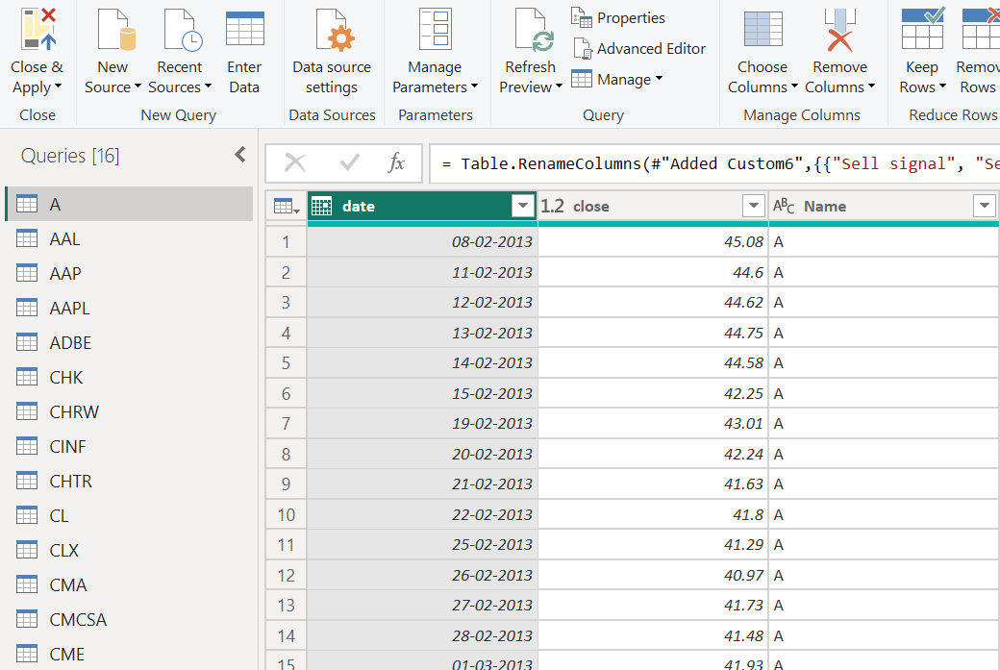 Close & Apply
New Source
Recent Sources
Enter Data
Data source settings
Manage Parameters
Refresh Preview
Properties
Advanced Editor
Manage
Choose Columns
Remove Columns
Keep Rows
Remov Rows
Close
New Query
Data Sources
Parameters
Query
Manage Columns
Reduce Rows
Queries [16]
A
AAL
AAP
AAPL
ADBE
CHK
CHRW
CINF
CHTR
CL
CLX
CMA
CMCSA
CME
fx
= Table.RenameColumns(#"Added Custom6",{{"Sell signal", "Se
date 1.2 close ABC Name
1 08-02-2013 45.08 A
2 11-02-2013 44.6 A
3 12-02-2013 44.62 A
4 13-02-2013 44.75 A
5 14-02-2013 44.58 A
6 15-02-2013 42.25 A
7 19-02-2013 43.01 A
8 20-02-2013 42.24 A
9 21-02-2013 41.63 A
10 22-02-2013 41.8 A
11 25-02-2013 41.29 A
12 26-02-2013 40.97 A
13 27-02-2013 41.73 A
14 28-02-2013 41.48 A
15 01-03-2013 41.93 A